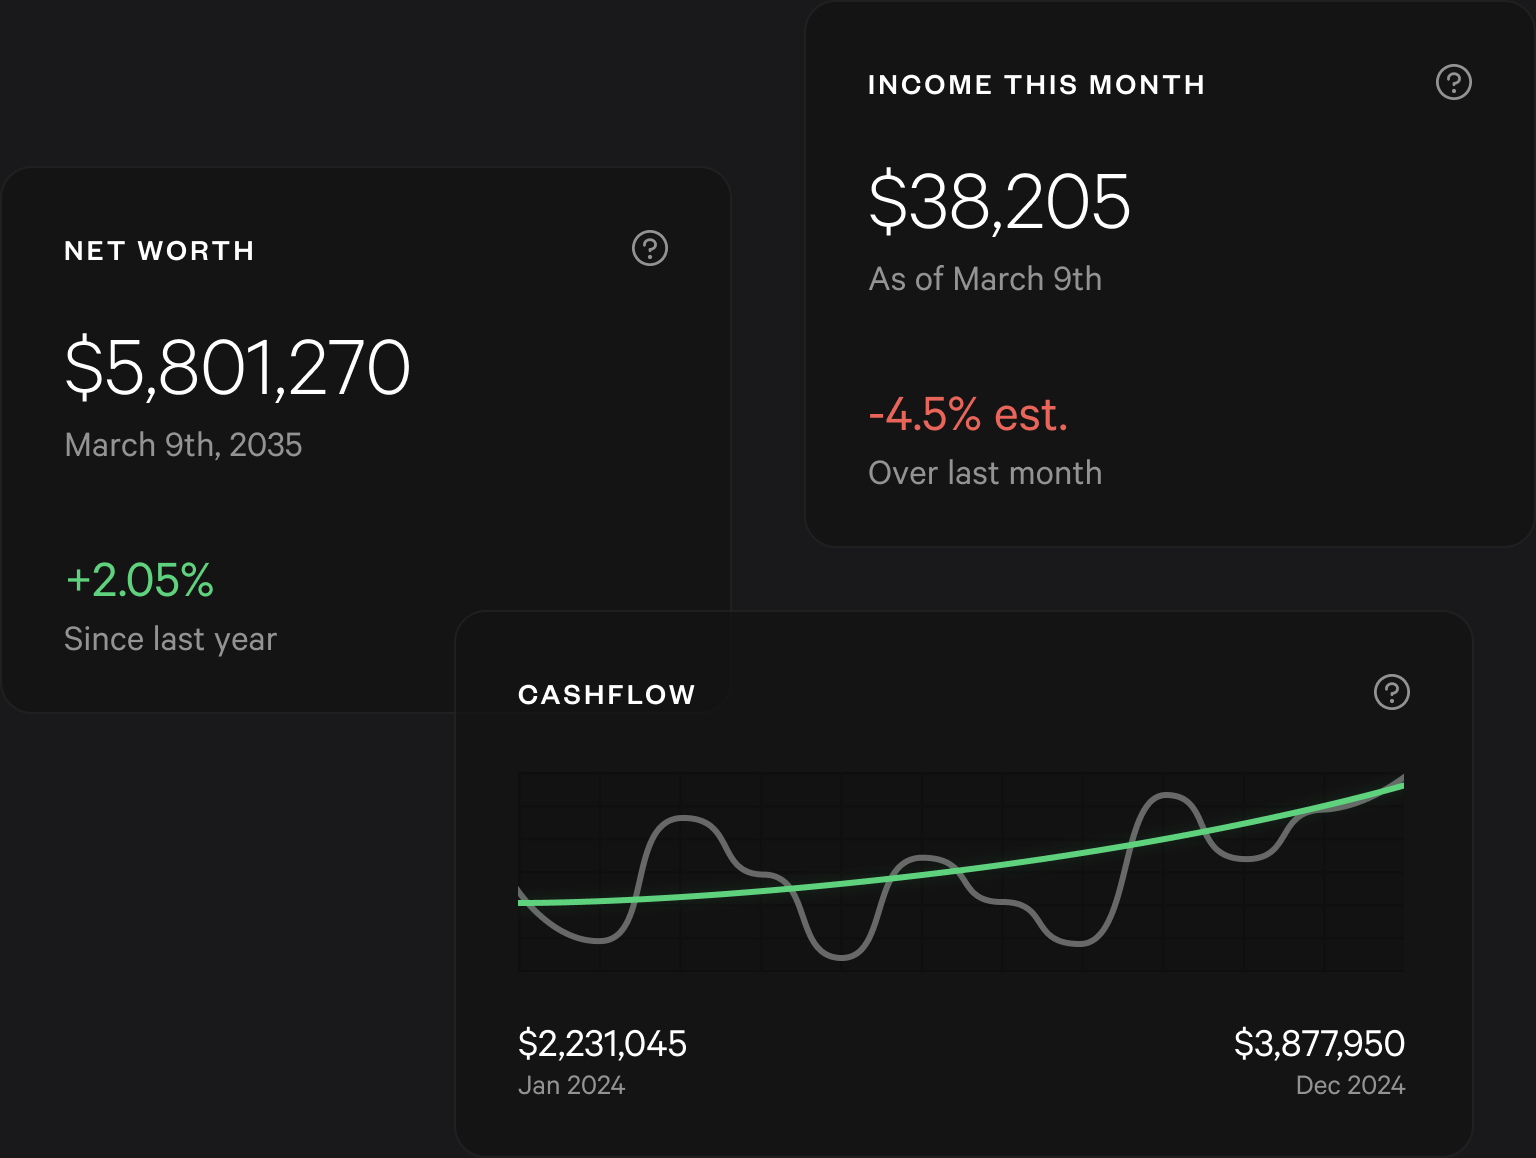 NET WORTH
$5,801,270
March 9th, 2035
+2.05%
Since last year
INCOME THIS MONTH
$38,205
As of March 9th
-4.5% est.
Over last month
CASHFLOW
$2,231,045
Jan 2024
$3,877,950
Dec 2024